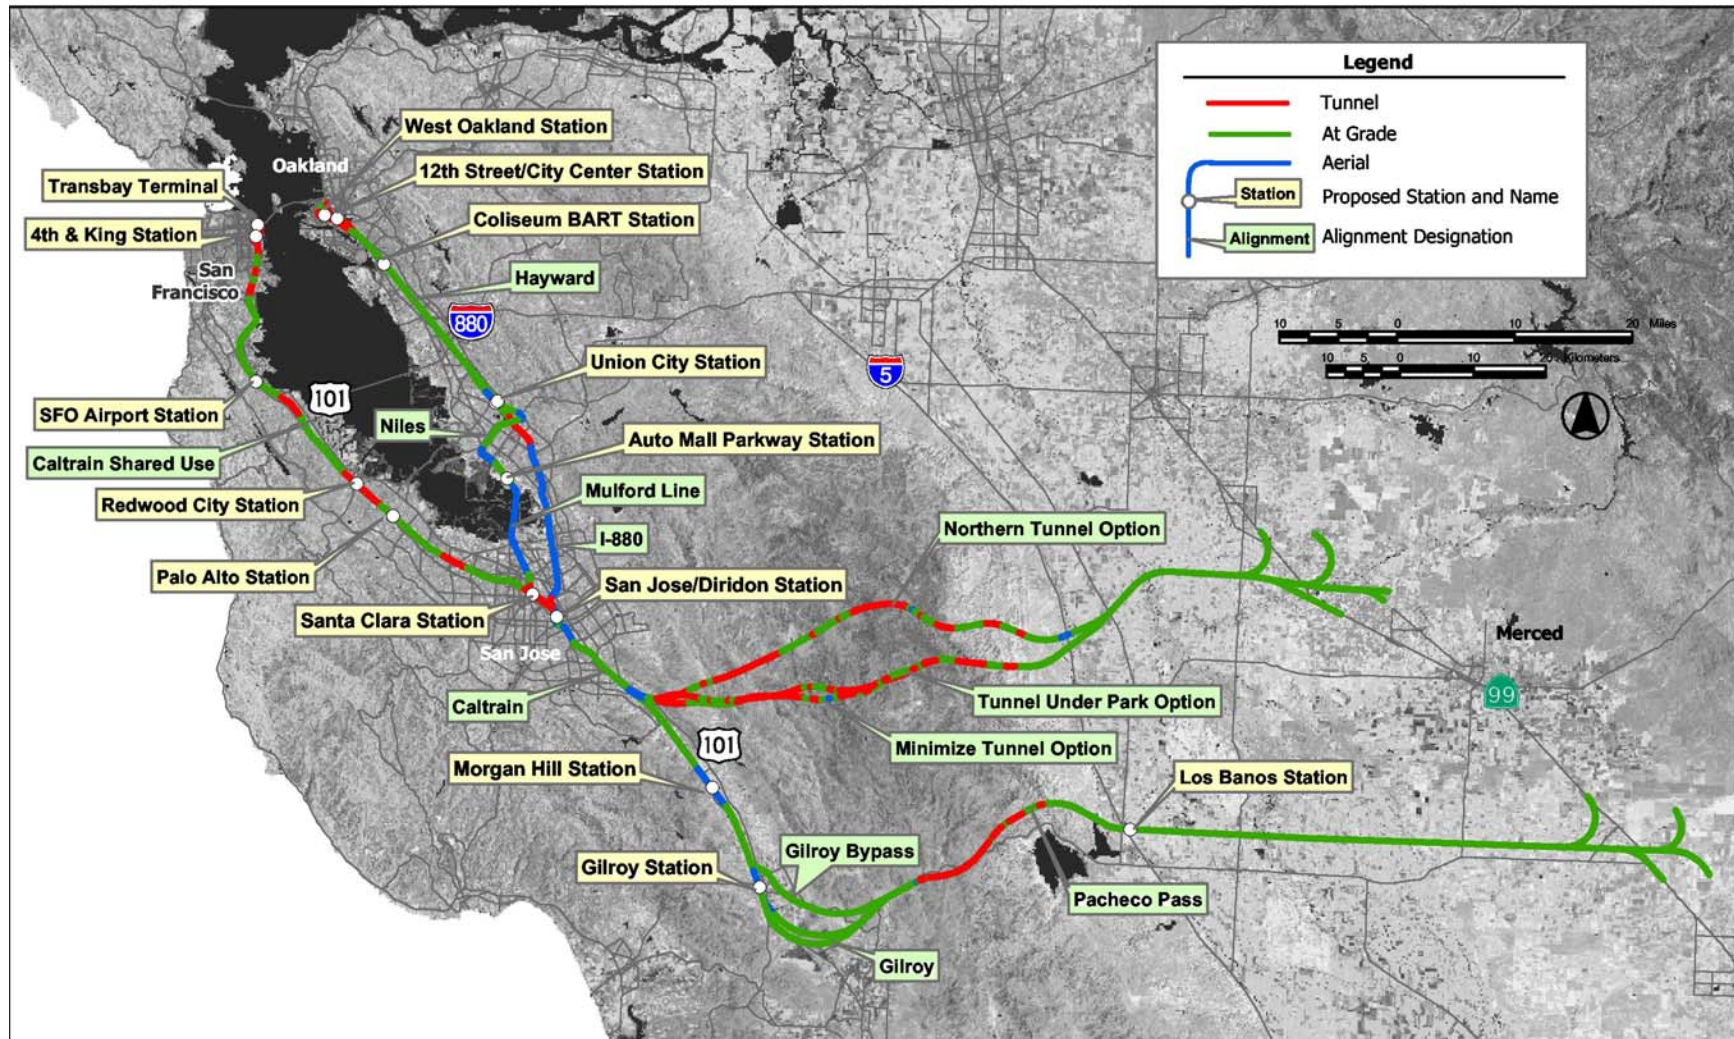 Legend
Tunnel
At Grade
Aerial
Station
Proposed Station and Name
Alignment
Alignment Designation
10 5 0 10 20 Miles
10 5 0 10 20 Kilometers
West Oakland Station
Oakland
12th Street/City Center Station
Transbay Terminal
Coliseum BART Station
4th & King Station
San
Francisco
Hayward
880
Union City Station
5
101
SFO Airport Station
Niles
Auto Mall Parkway Station
Caltrain Shared Use
Redwood City Station
Mulford Line
Northern Tunnel Option
I-880
Palo Alto Station
San Jose/Diridon Station
Santa Clara Station
San Jose
Merced
99
Caltrain
Tunnel Under Park Option
101
Minimize Tunnel Option
Morgan Hill Station
Los Banos Station
Gilroy Bypass
Gilroy Station
Pacheco Pass
Gilroy